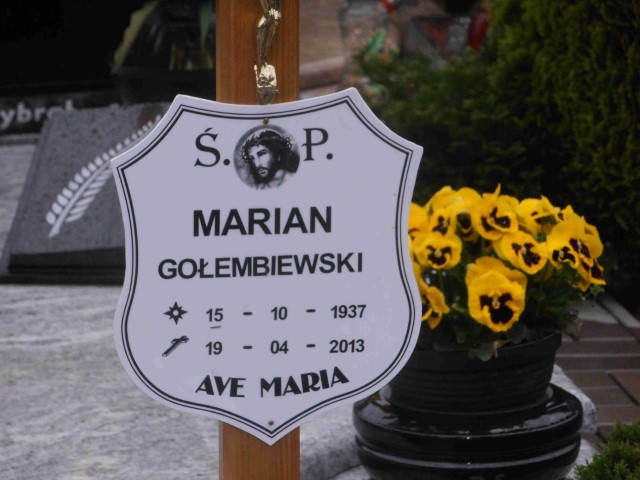 Ś. P.
MARIAN
GOŁEMBIEWSKI
15 - 10 - 1937
19 - 04 - 2013
AVE MARIA